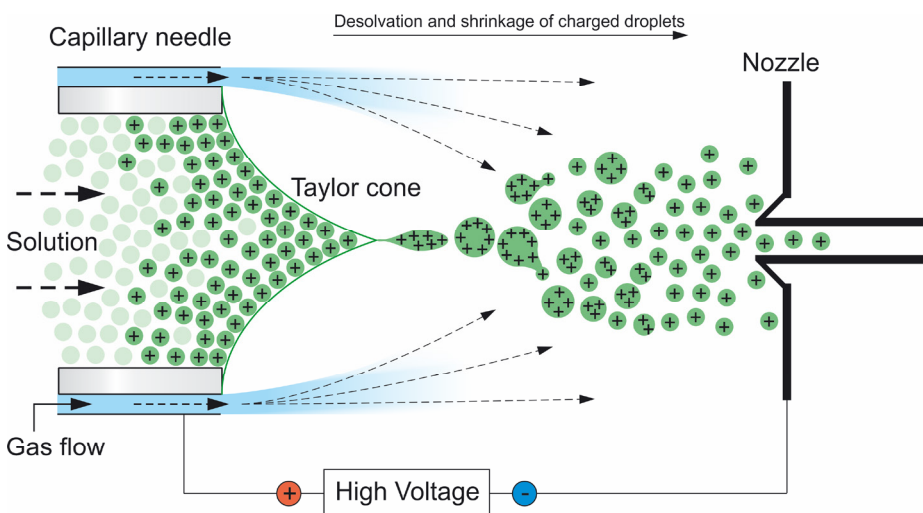 Desolvation and shrinkage of charged droplets
Capillary needle
Nozzle
Taylor cone
Solution
Gas flow
+ High Voltage -